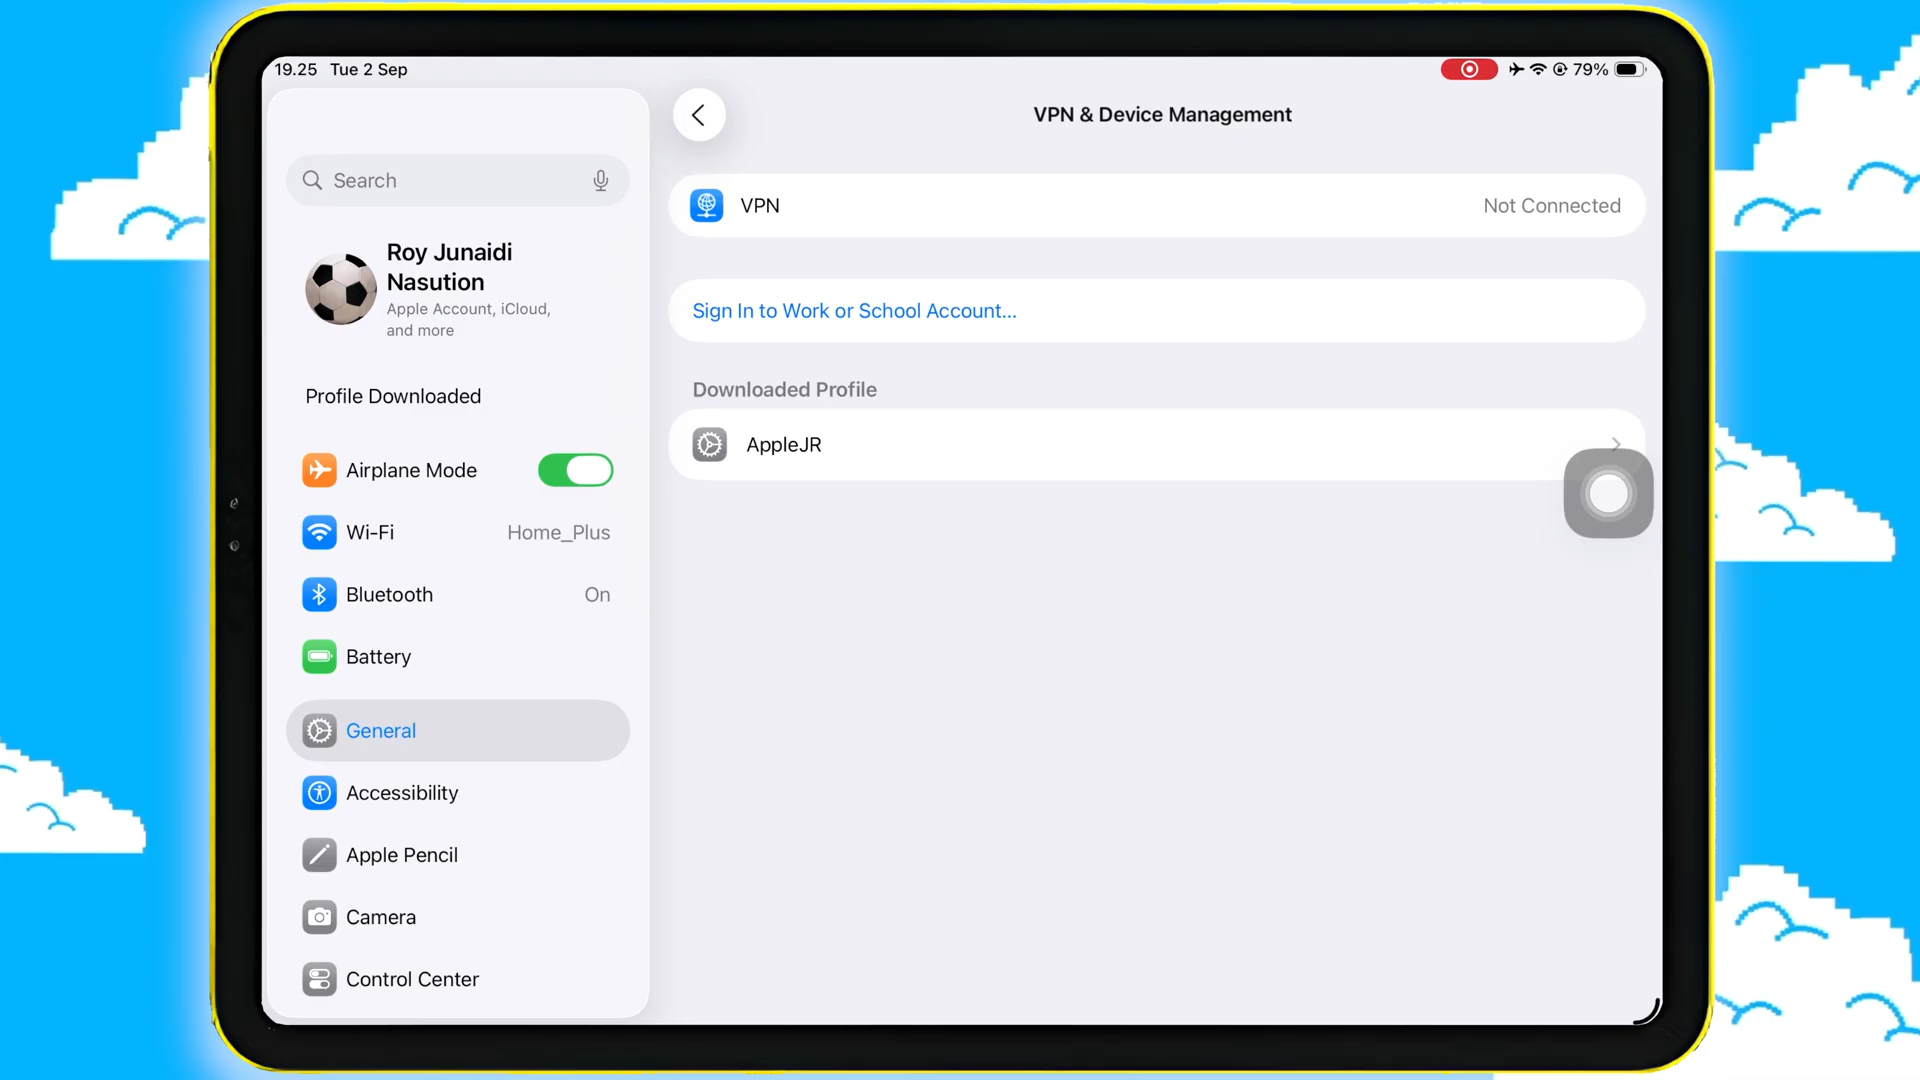 19.25 Tue 2 Sep
79%
Search
Roy Junaidi
Nasution
Apple Account, iCloud,
and more
Profile Downloaded
Airplane Mode
Wi-Fi Home_Plus
Bluetooth On
Battery
General
Accessibility
Apple Pencil
Camera
Control Center
VPN & Device Management
VPN Not Connected
Sign In to Work or School Account...
Downloaded Profile
AppleJR